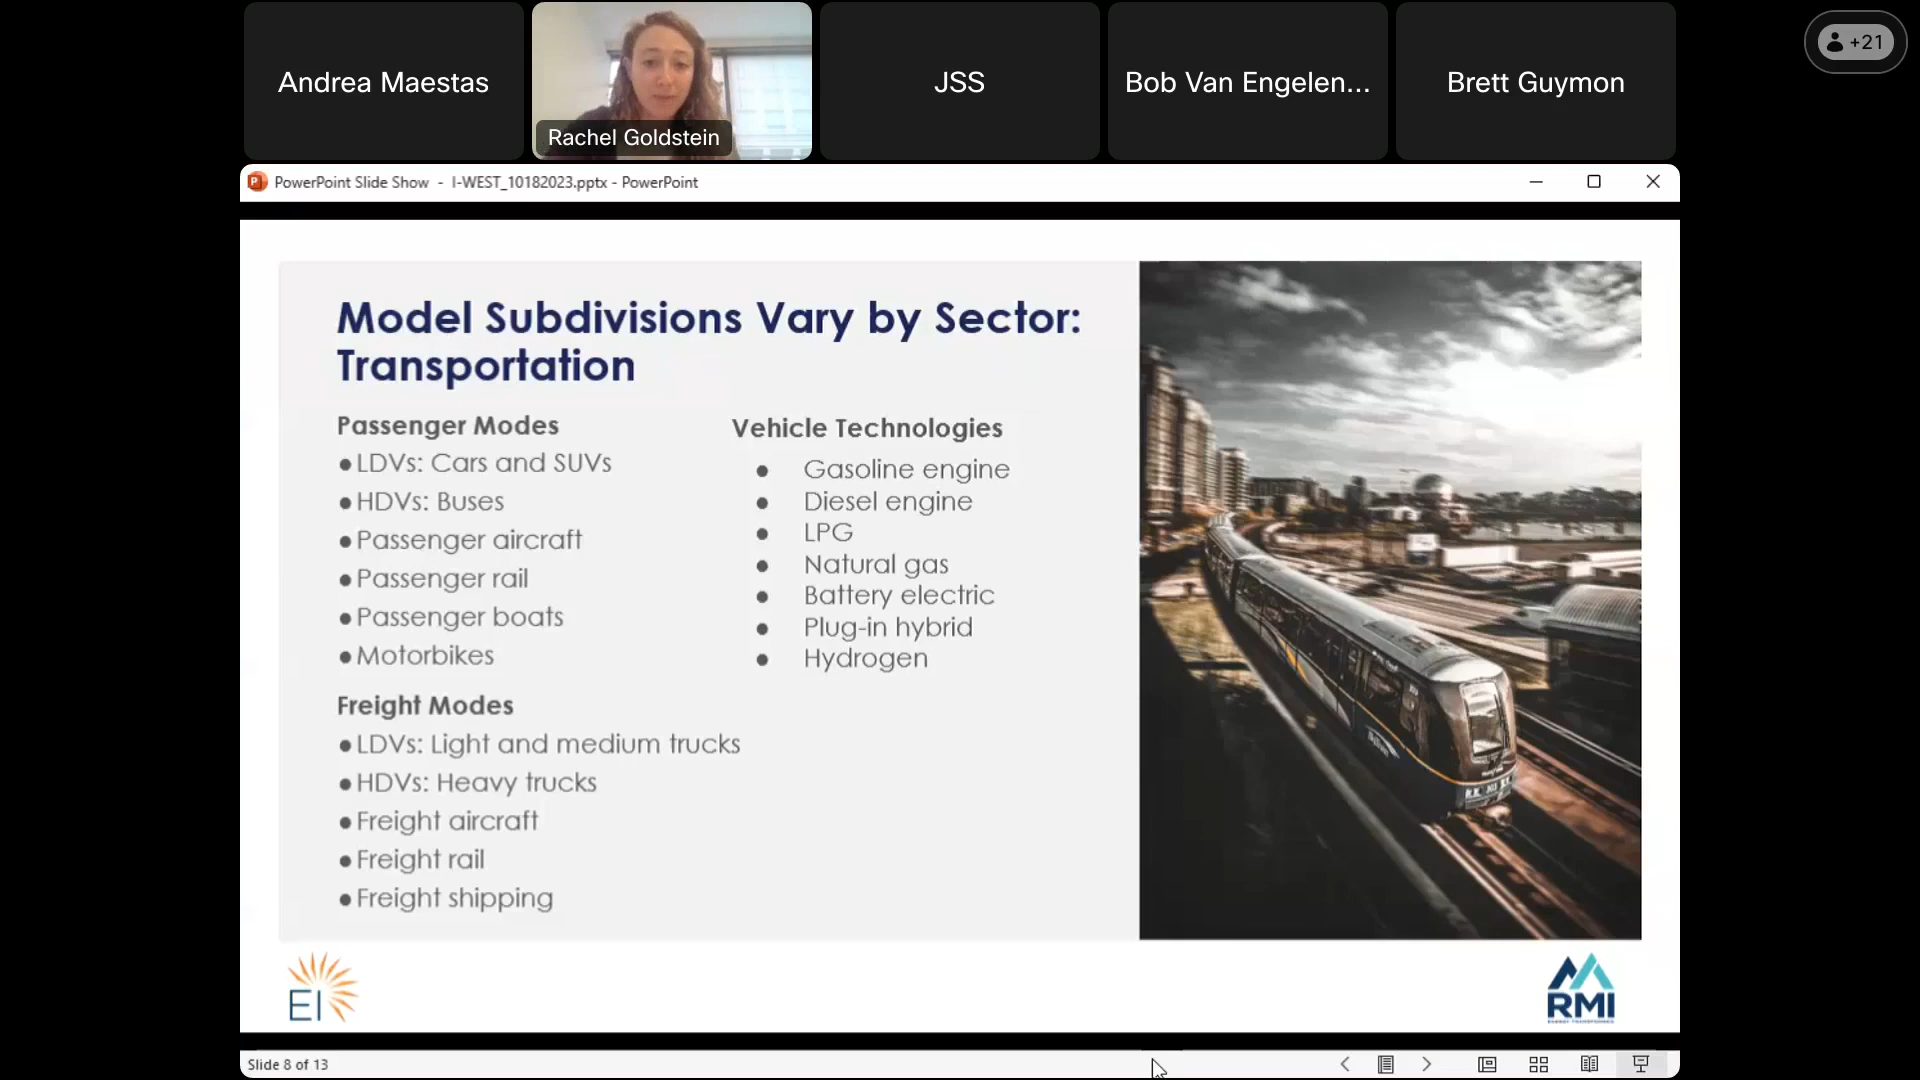 Andrea Maestas
Rachel Goldstein
JSS
Bob Van Engelen...
Brett Guymon
+21
PowerPoint Slide Show - I-WEST_10182023.pptx - PowerPoint
Model Subdivisions Vary by Sector:
Transportation
Passenger Modes
● LDVs: Cars and SUVs
● HDVs: Buses
● Passenger aircraft
● Passenger rail
● Passenger boats
● Motorbikes
Freight Modes
● LDVs: Light and medium trucks
● HDVs: Heavy trucks
● Freight aircraft
● Freight rail
● Freight shipping
Vehicle Technologies
● Gasoline engine
● Diesel engine
● LPG
● Natural gas
● Battery electric
● Plug-in hybrid
● Hydrogen
EI
RMI
Slide 8 of 13